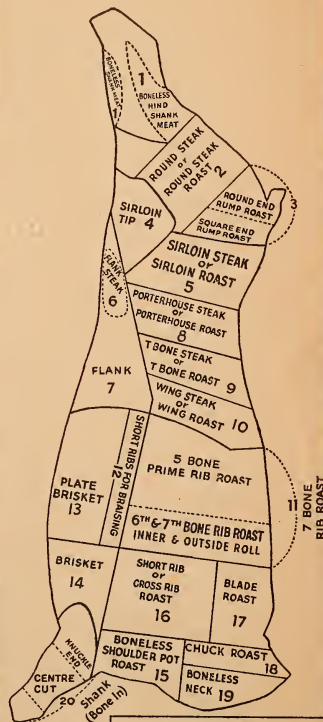 BONELESS
SHANK MEAT
1
1
BONELESS
HIND
SHANK
MEAT
ROUND STEAK
or
ROUND STEAK
ROAST 2
ROUND END
RUMP ROAST
3
SQUARE END
RUMP ROAST
SIRLOIN
TIP 4
SIRLOIN STEAK
or
SIRLOIN ROAST
5
FLANK
STEAK
6
PORTERHOUSE STEAK
or
PORTERHOUSE ROAST
8
T BONE STEAK
or
T BONE ROAST 9
FLANK
7
WING STEAK
or
WING ROAST 10
SHORT RIBS FOR BRAISING
12
5 BONE
PRIME RIB ROAST
11
7 BONE
RIB ROAST
PLATE
BRISKET
13
6TH & 7TH BONE RIB ROAST
INNER & OUTSIDE ROLL
BRISKET
14
SHORT RIB
or
CROSS RIB
ROAST
16
BLADE
ROAST
17
BONELESS
SHOULDER POT
ROAST 15
CHUCK ROAST
18
BONELESS
NECK 19
KNUCKLE
END
CENTRE
CUT
20
Shank
(Bone In)